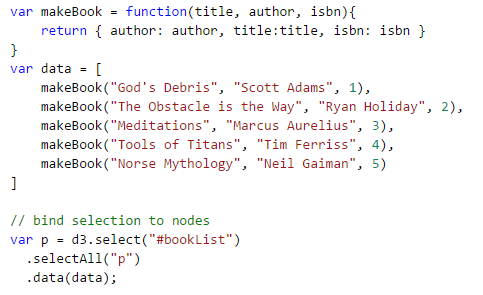 var makeBook = function(title, author, isbn){
    return { author: author, title:title, isbn: isbn }
}
var data = [
    makeBook("God's Debris", "Scott Adams", 1),
    makeBook("The Obstacle is the Way", "Ryan Holiday", 2),
    makeBook("Meditations", "Marcus Aurelius", 3),
    makeBook("Tools of Titans", "Tim Ferriss", 4),
    makeBook("Norse Mythology", "Neil Gaiman", 5)
]

// bind selection to nodes
var p = d3.select("#bookList")
  .selectAll("p")
  .data(data);